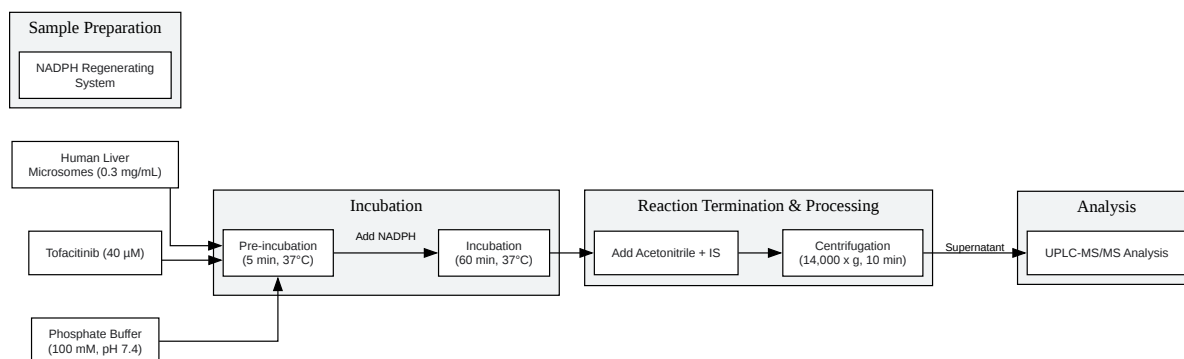 Sample Preparation
NADPH Regenerating
System
Human Liver
Microsomes (0.3 mg/mL)
Tofacitinib (40 µM)
Phosphate Buffer
(100 mM, pH 7.4)
Incubation
Pre-incubation
(5 min, 37°C)
Add NADPH
Incubation
(60 min, 37°C)
Reaction Termination & Processing
Add Acetonitrile + IS
Centrifugation
(14,000 x g, 10 min)
Supernatant
Analysis
UPLC-MS/MS Analysis